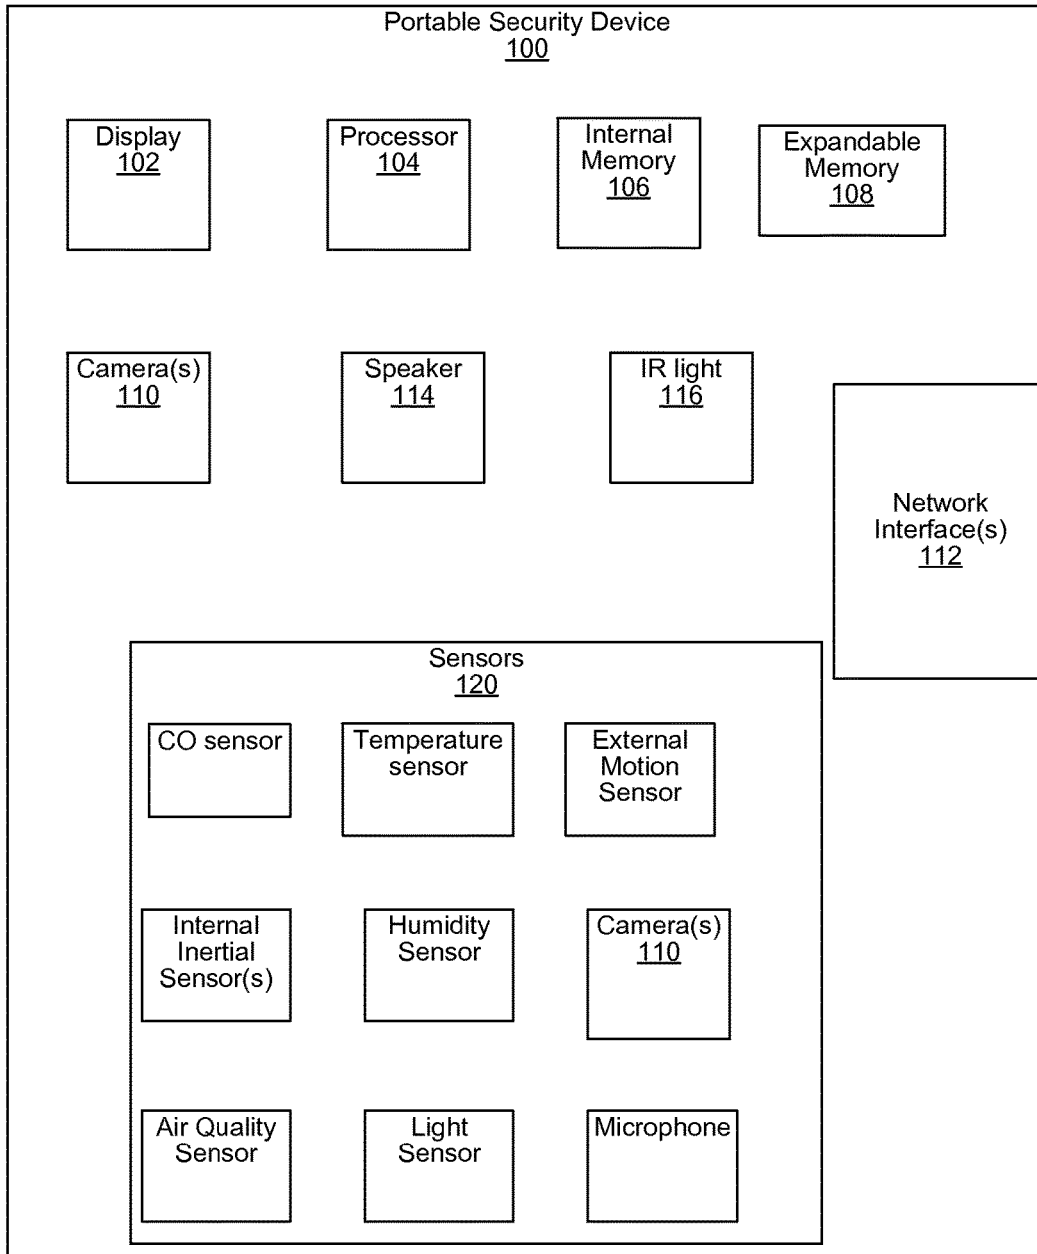 Portable Security Device
100
Display
102
Processor
104
Internal
Memory
106
Expandable
Memory
108
Camera(s)
110
Speaker
114
IR light
116
Network
Interface(s)
112
Sensors
120
CO sensor
Temperature
sensor
External
Motion
Sensor
Internal
Inertial
Sensor(s)
Humidity
Sensor
Camera(s)
110
Air Quality
Sensor
Light
Sensor
Microphone